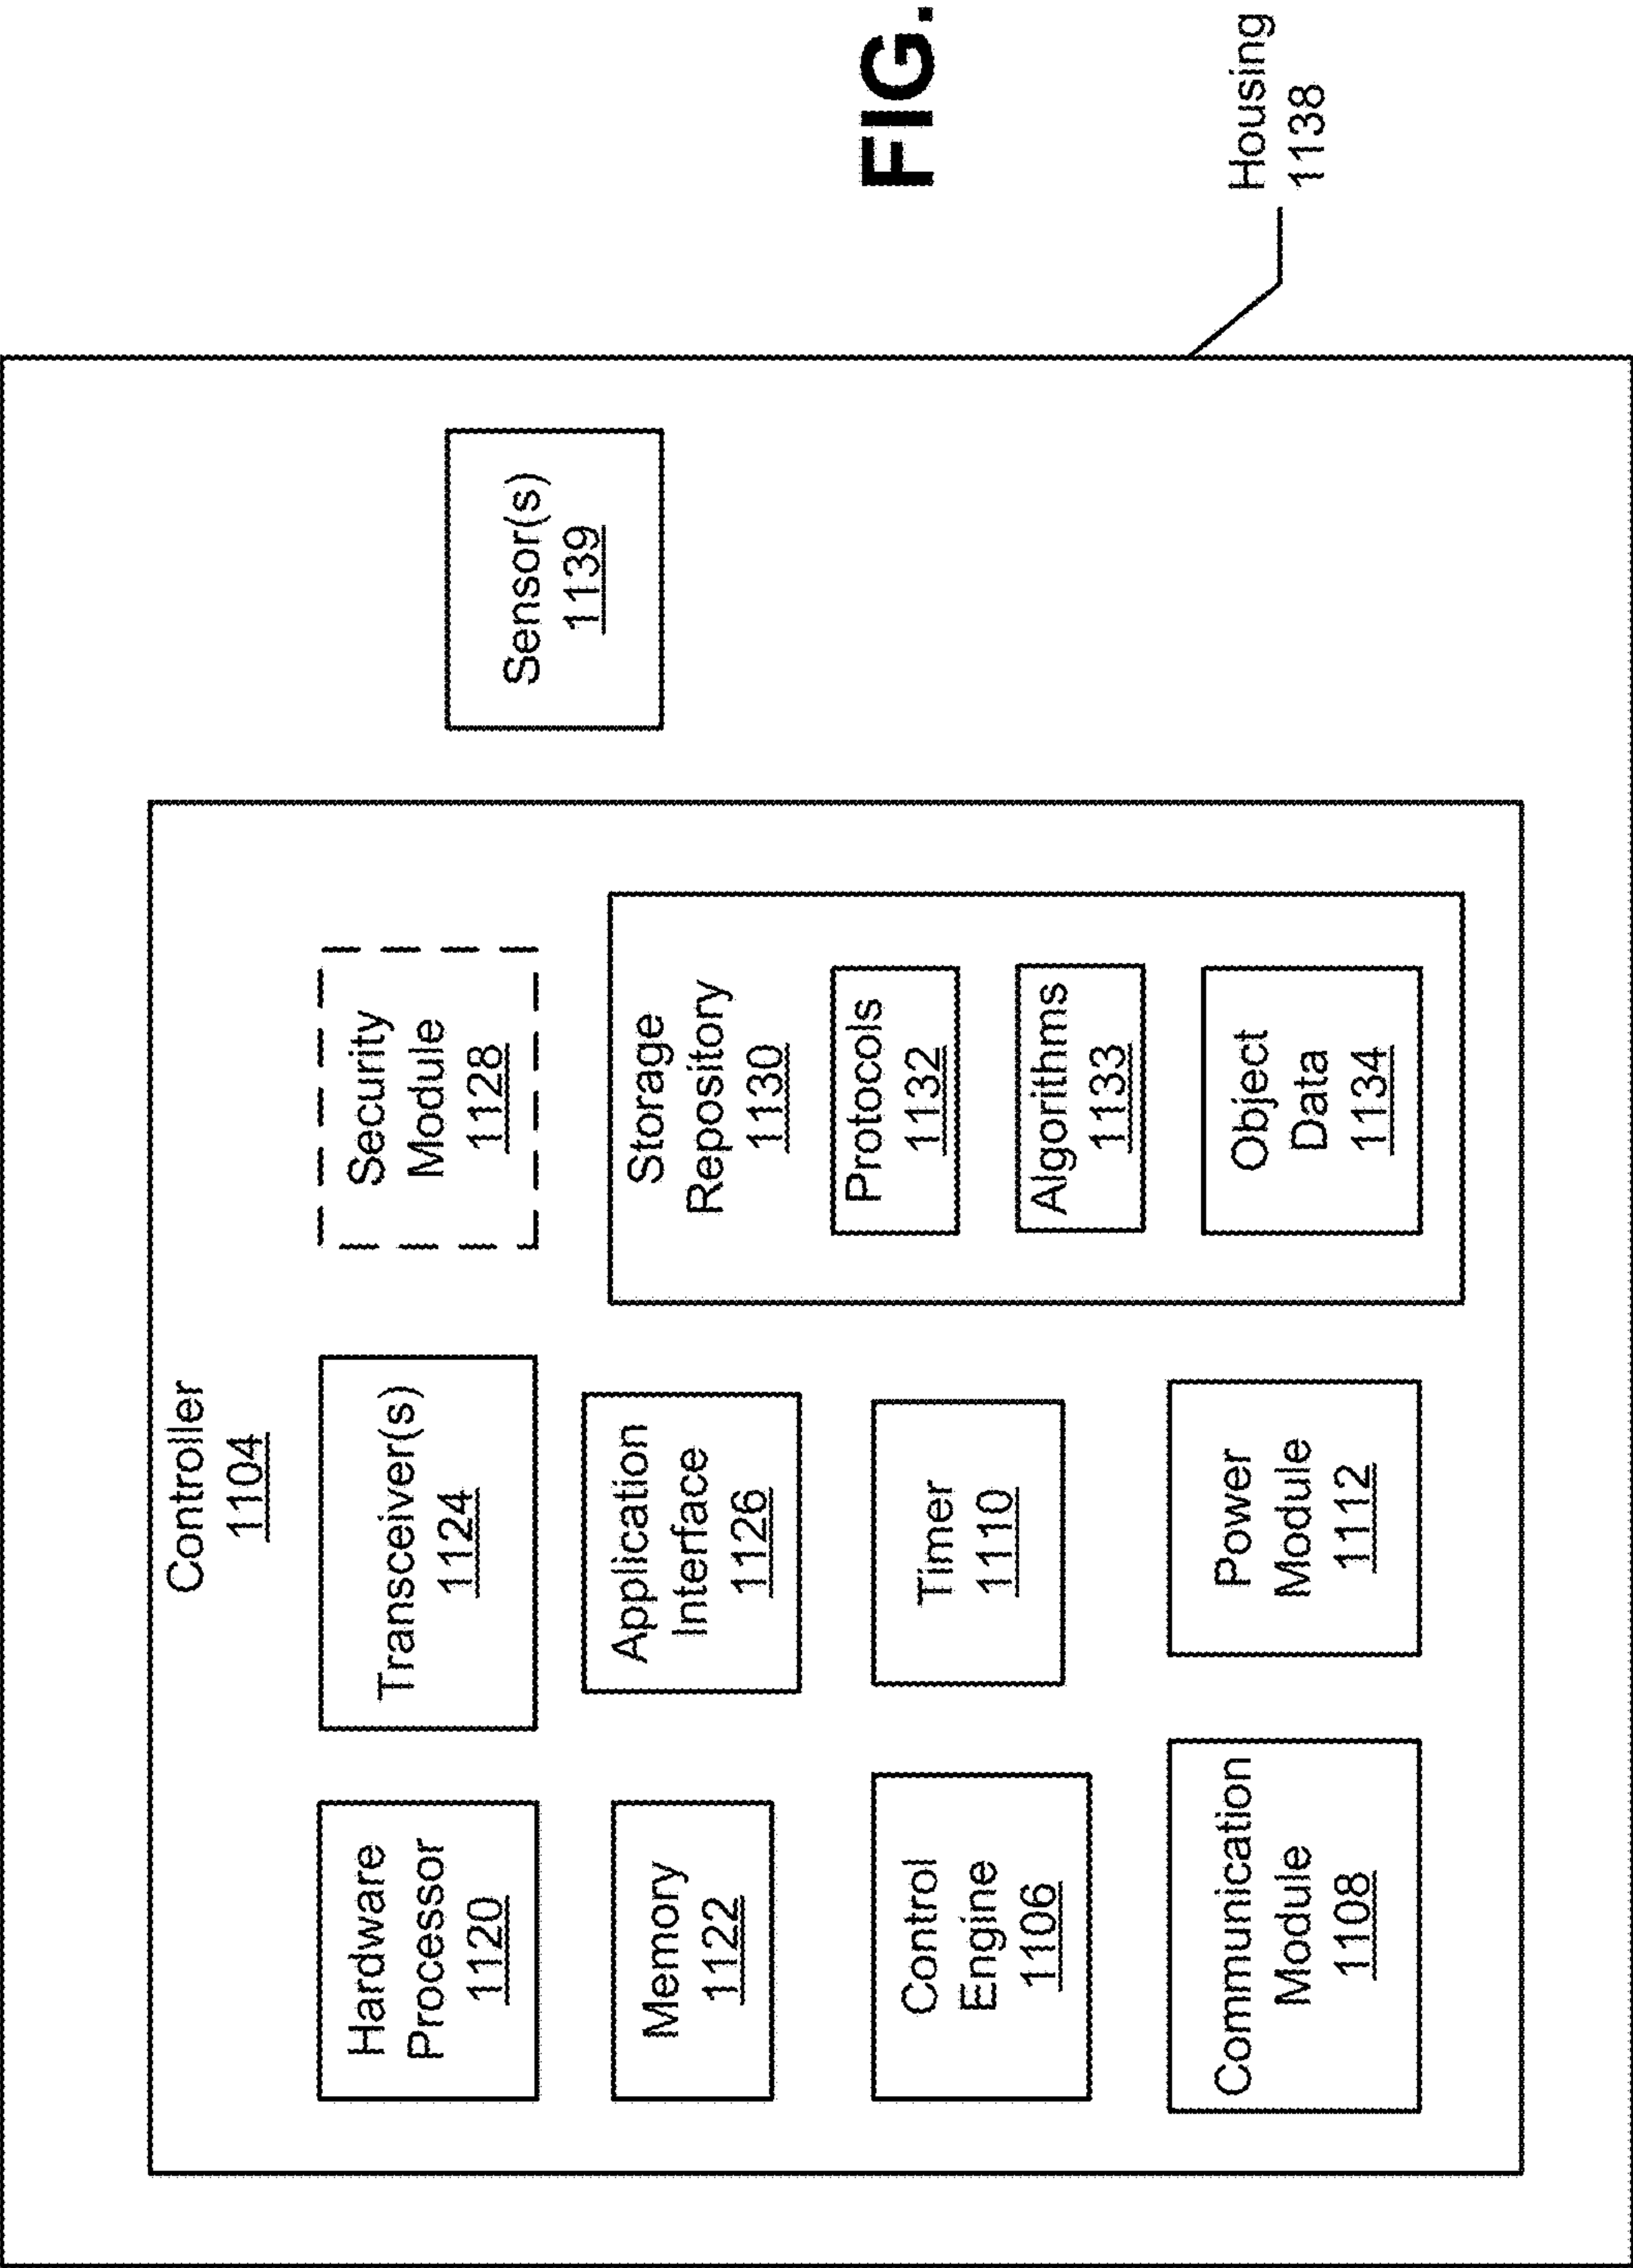 Controller
1104
Hardware
Processor
1120
Transceiver(s)
1124
Security
Module
1128
Memory
1122
Application
Interface
1126
Storage
Repository
1130
Protocols
1132
Algorithms
1133
Object
Data
1134
Control
Engine
1106
Timer
1110
Communication
Module
1108
Power
Module
1112
Sensor(s)
1139
FIG.
Housing
1138